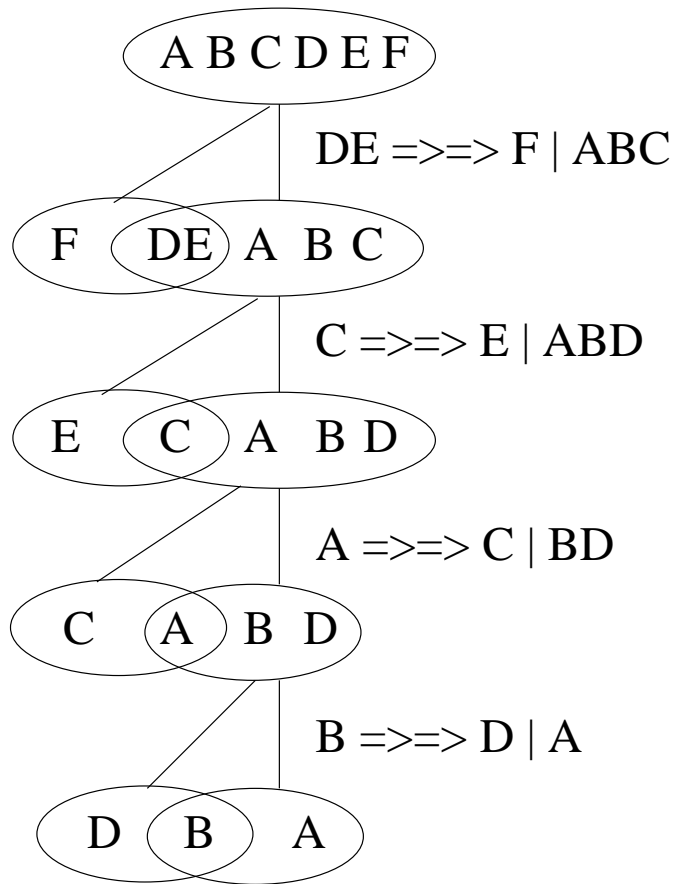 A B C D E F
DE =>=> F | ABC
F DE A B C
C =>=> E | ABD
E C A B D
A =>=> C | BD
C A B D
B =>=> D | A
D B A